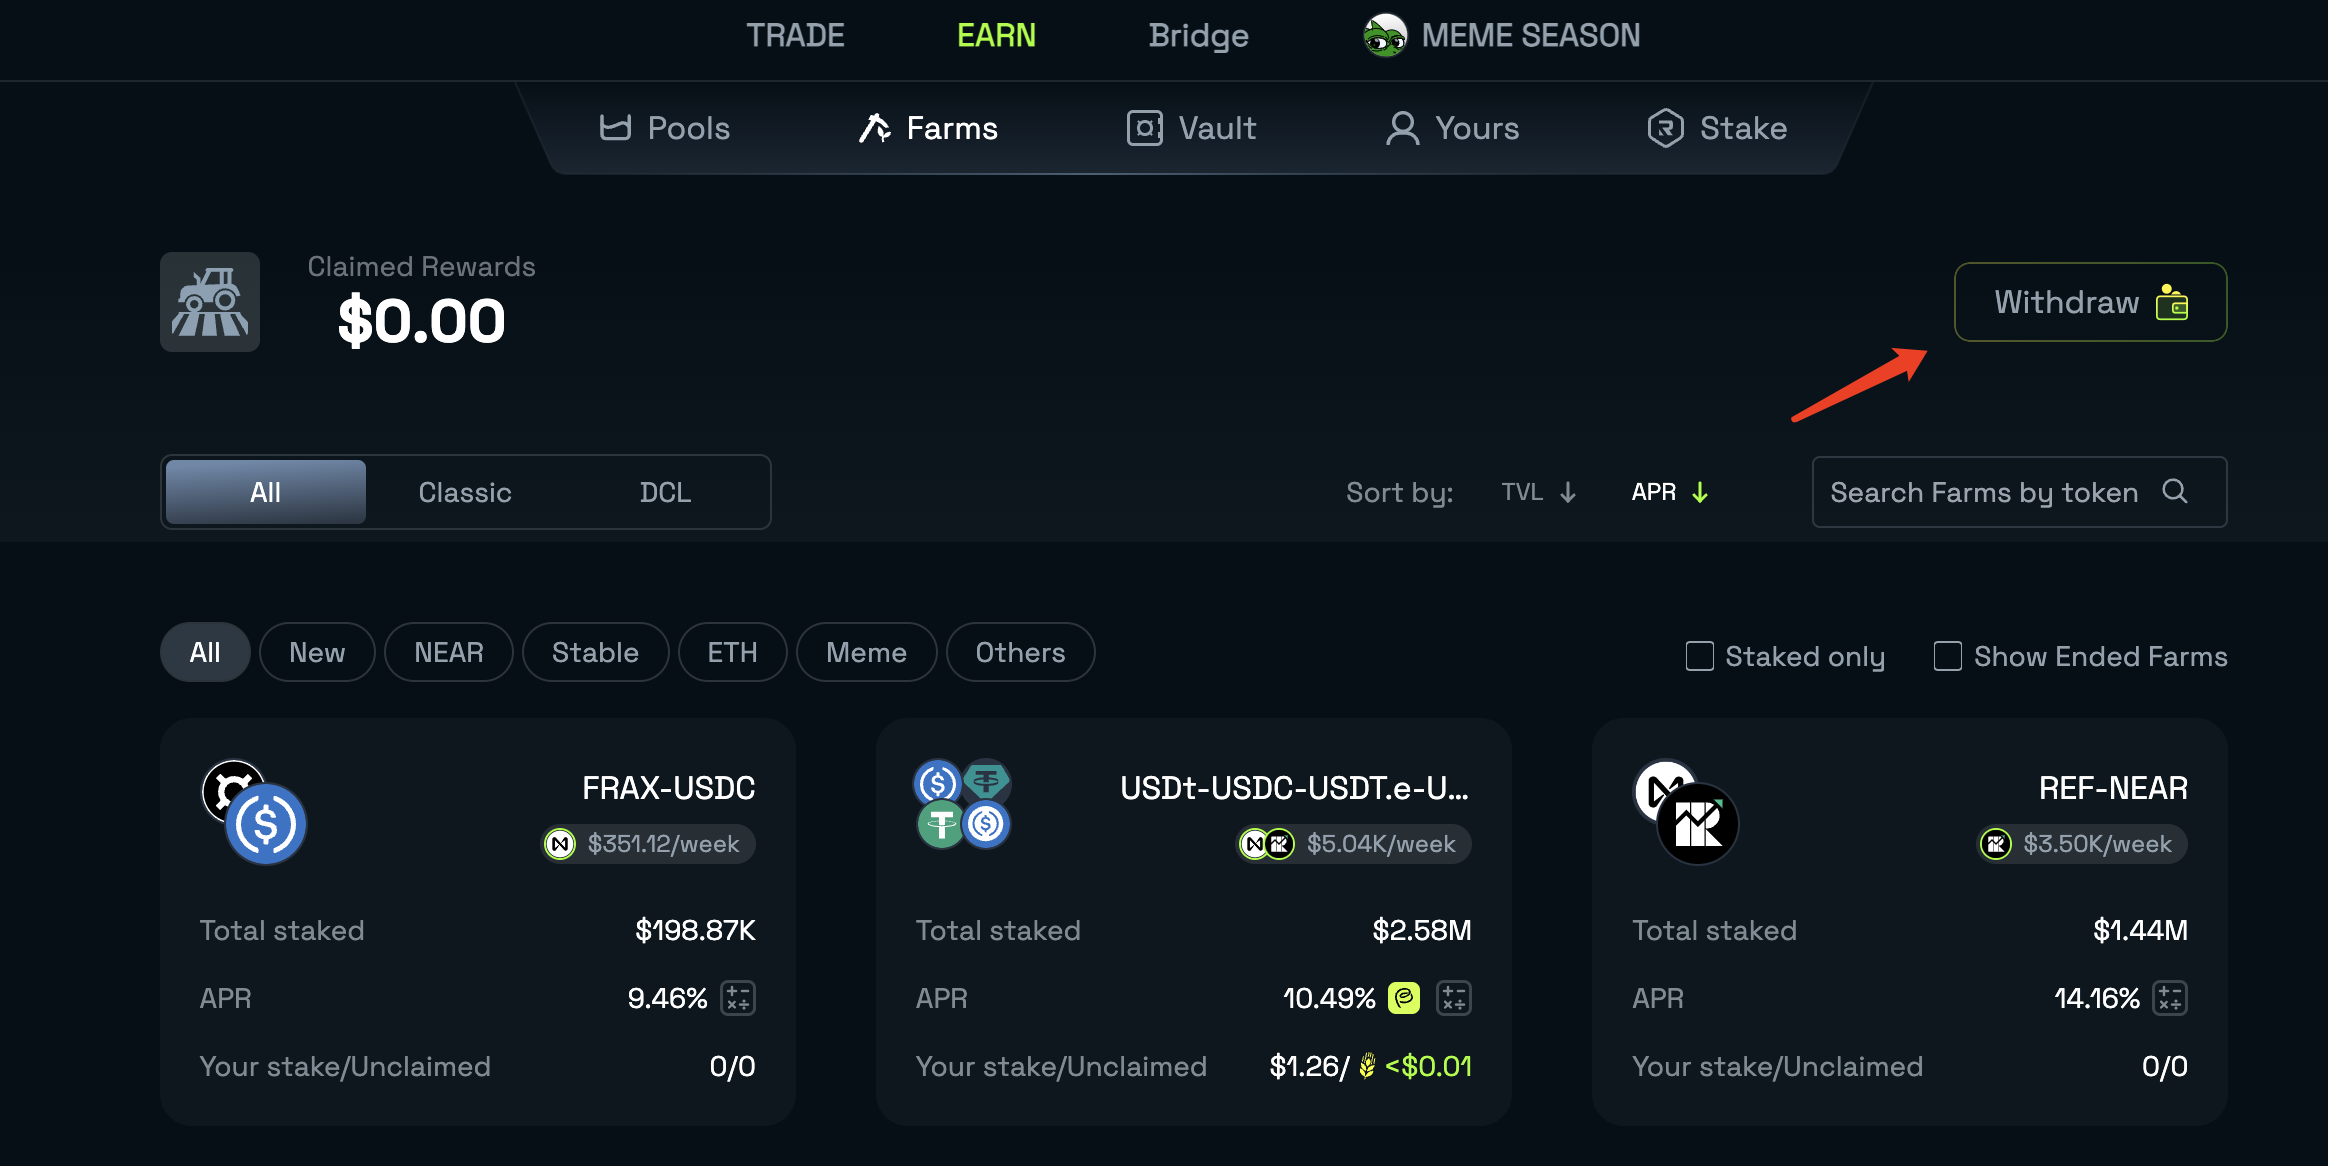 TRADE EARN Bridge MEME SEASON
Pools Farms Vault Yours Stake
Claimed Rewards
$0.00
Withdraw
All Classic DCL
Sort by: TVL ↓ APR ↓ Search Farms by token
All New NEAR Stable ETH Meme Others
Staked only Show Ended Farms
FRAX-USDC
$351.12/week
Total staked $198.87K
APR 9.46%
Your stake/Unclaimed 0/0
USDt-USDC-USDT.e-U...
$5.04K/week
Total staked $2.58M
APR 10.49%
Your stake/Unclaimed $1.26/ <$0.01
REF-NEAR
$3.50K/week
Total staked $1.44M
APR 14.16%
Your stake/Unclaimed 0/0